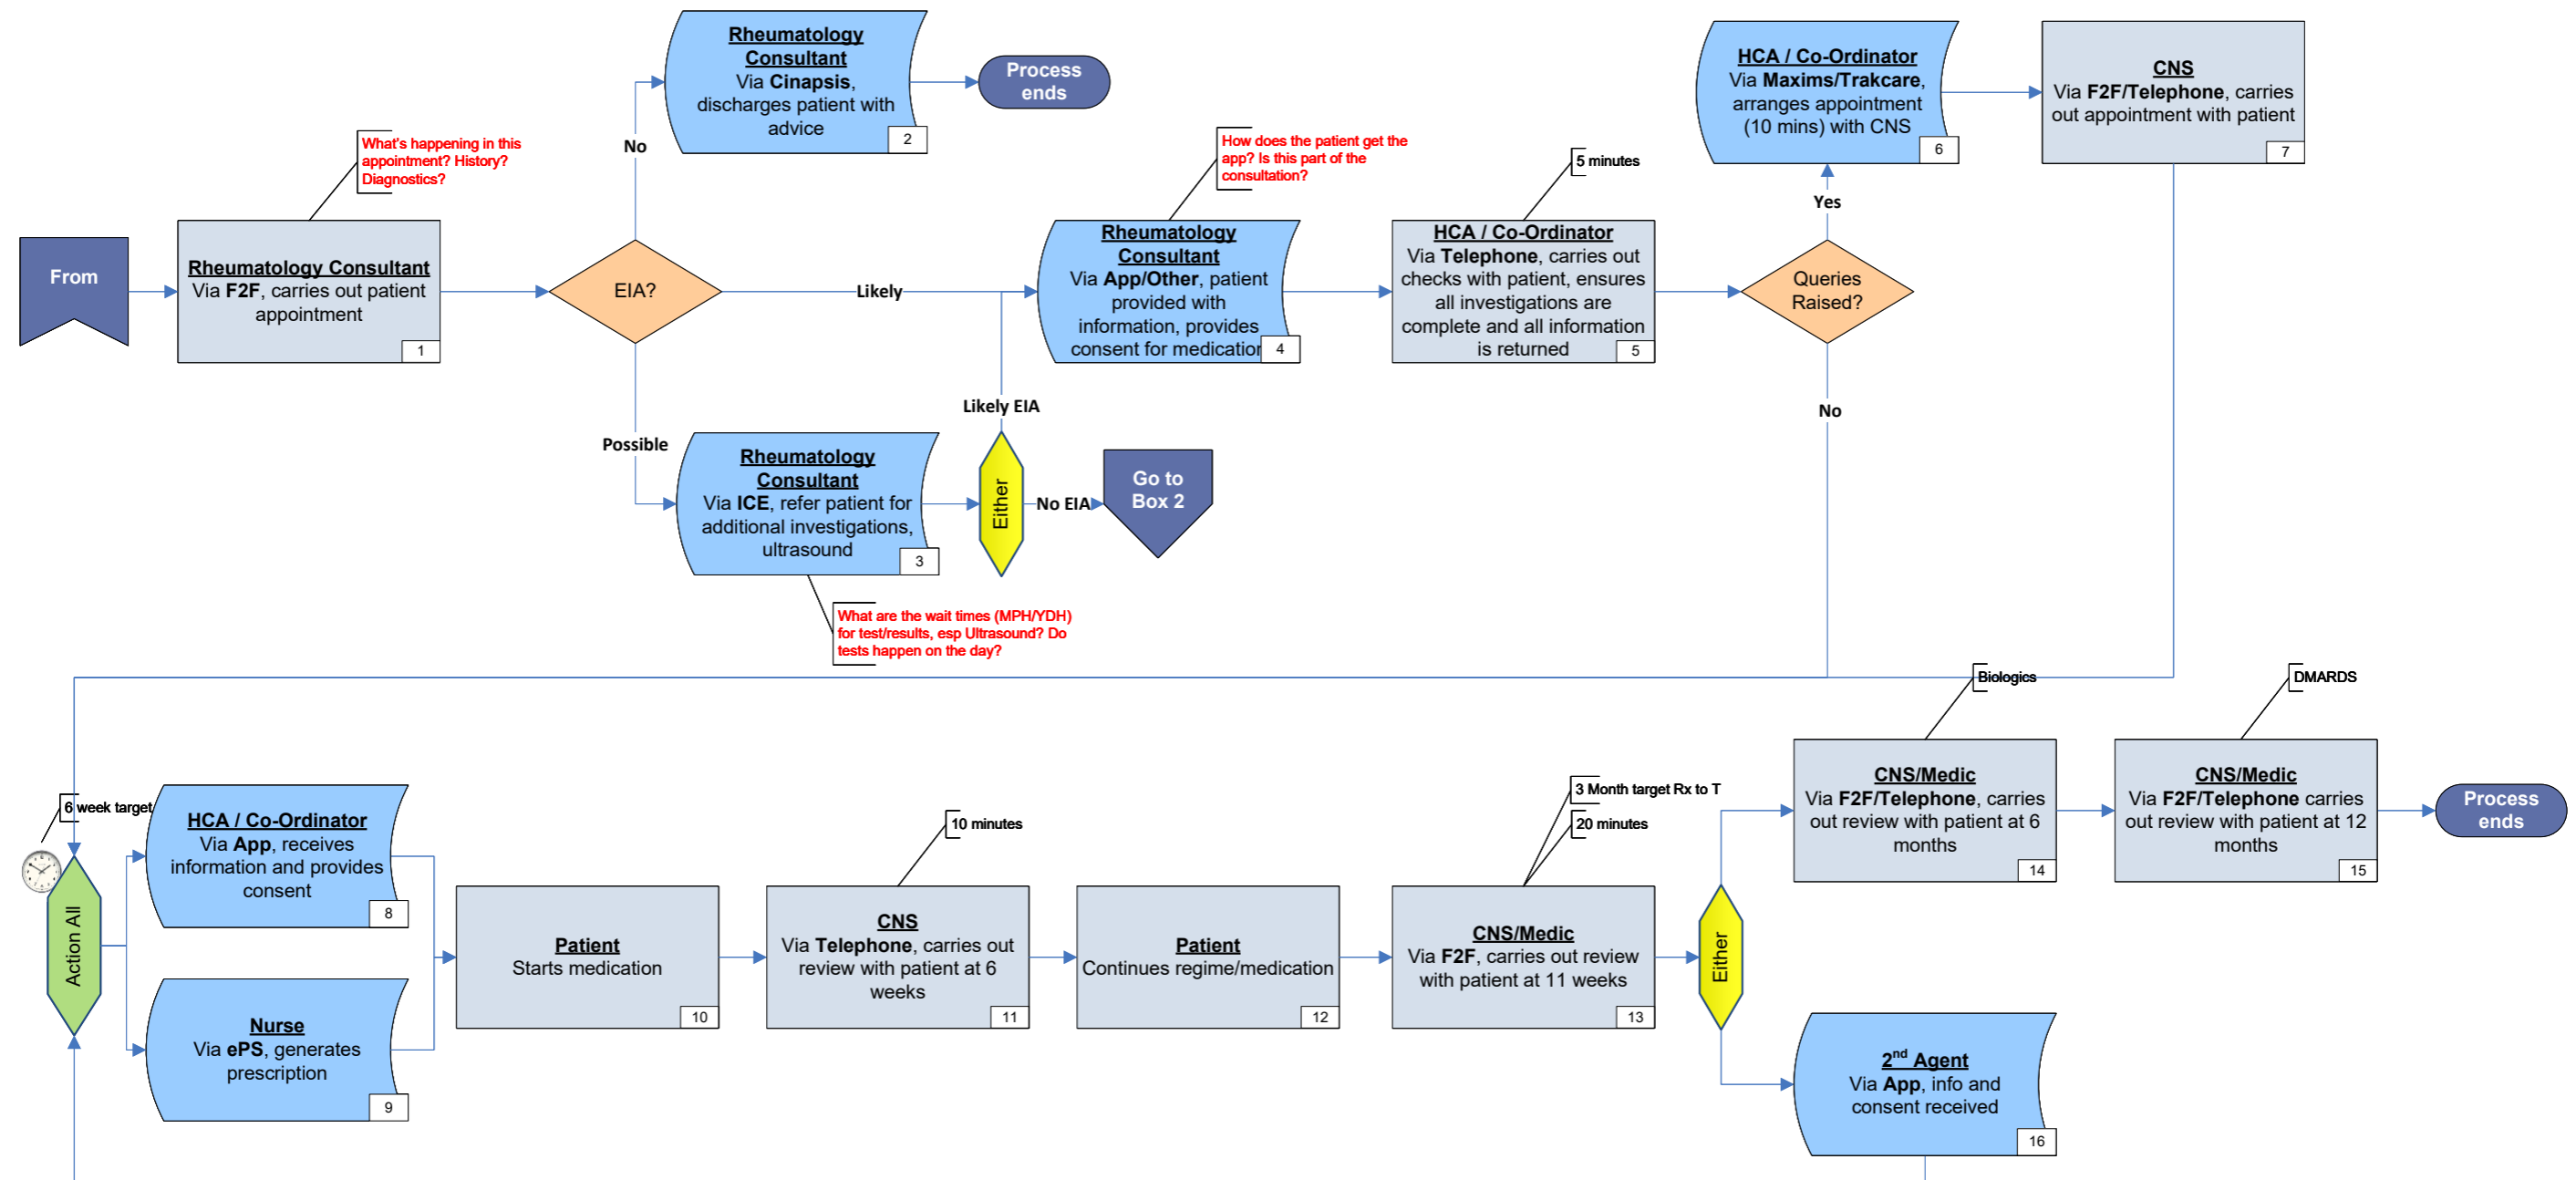 Rheumatology
Consultant
Via Cinapsis,
discharges patient with
advice
2
Process
ends
HCA / Co-Ordinator
Via Maxims/Trakcare,
arranges appointment
(10 mins) with CNS
6
CNS
Via F2F/Telephone, carries
out appointment with patient
7
What's happening in this
appointment? History?
Diagnostics?
No
How does the patient get the
app? Is this part of the
consultation?
5 minutes
Yes
From
Rheumatology Consultant
Via F2F, carries out patient
appointment
1
EIA?
Likely
Rheumatology
Consultant
Via App/Other, patient
provided with
information, provides
consent for medication
4
HCA / Co-Ordinator
Via Telephone, carries out
checks with patient, ensures
all investigations are
complete and all information
is returned
5
Queries
Raised?
Likely EIA
No
Possible
Rheumatology
Consultant
Via ICE, refer patient for
additional investigations,
ultrasound
3
Either
No EIA
Go to
Box 2
What are the wait times (MPH/YDH)
for test/results, esp Ultrasound? Do
tests happen on the day?
Biologics
DMARDS
6 week target
HCA / Co-Ordinator
Via App, receives
information and provides
consent
8
Action All
Nurse
Via ePS, generates
prescription
9
Patient
Starts medication
10
10 minutes
CNS
Via Telephone, carries out
review with patient at 6
weeks
11
Patient
Continues regime/medication
12
3 Month target Rx to T
20 minutes
CNS/Medic
Via F2F, carries out review
with patient at 11 weeks
13
Either
CNS/Medic
Via F2F/Telephone, carries
out review with patient at 6
months
14
CNS/Medic
Via F2F/Telephone carries
out review with patient at 12
months
15
Process
ends
2nd Agent
Via App, info and
consent received
16